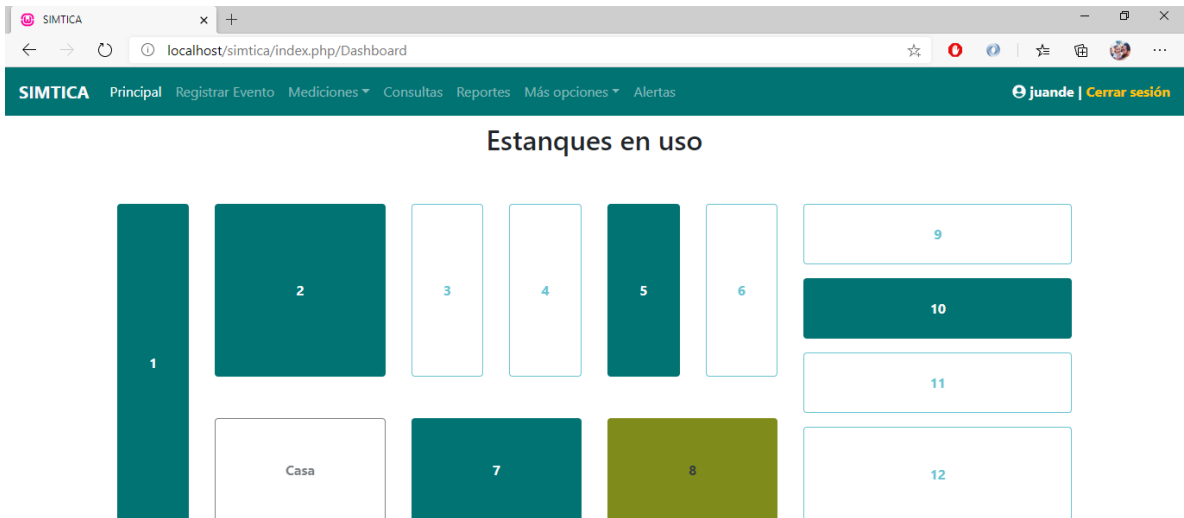 SIMTICA
localhost/simtica/index.php/Dashboard
SIMTICA Principal Registrar Evento Mediciones Consultas Reportes Más opciones Alertas juande | Cerrar sesión
Estanques en uso
1
2
3
4
5
6
9
10
11
12
Casa
7
8